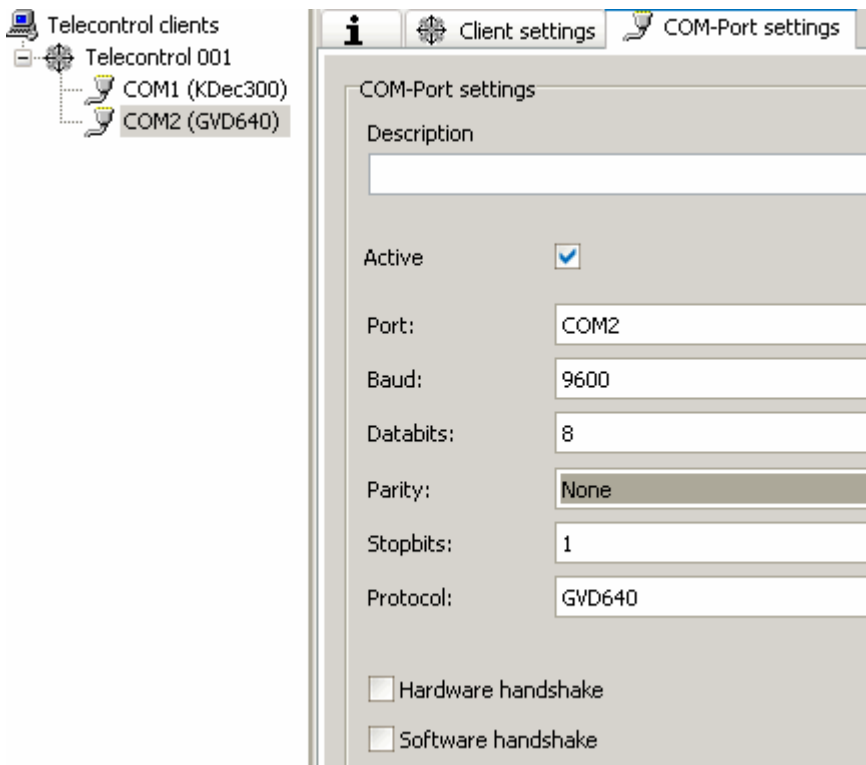 Telecontrol clients
Telecontrol 001
COM1 (KDec300)
COM2 (GVD640)
i
Client settings
COM-Port settings
COM-Port settings
Description
Active
Port: COM2
Baud: 9600
Databits: 8
Parity: None
Stopbits: 1
Protocol: GVD640
Hardware handshake
Software handshake